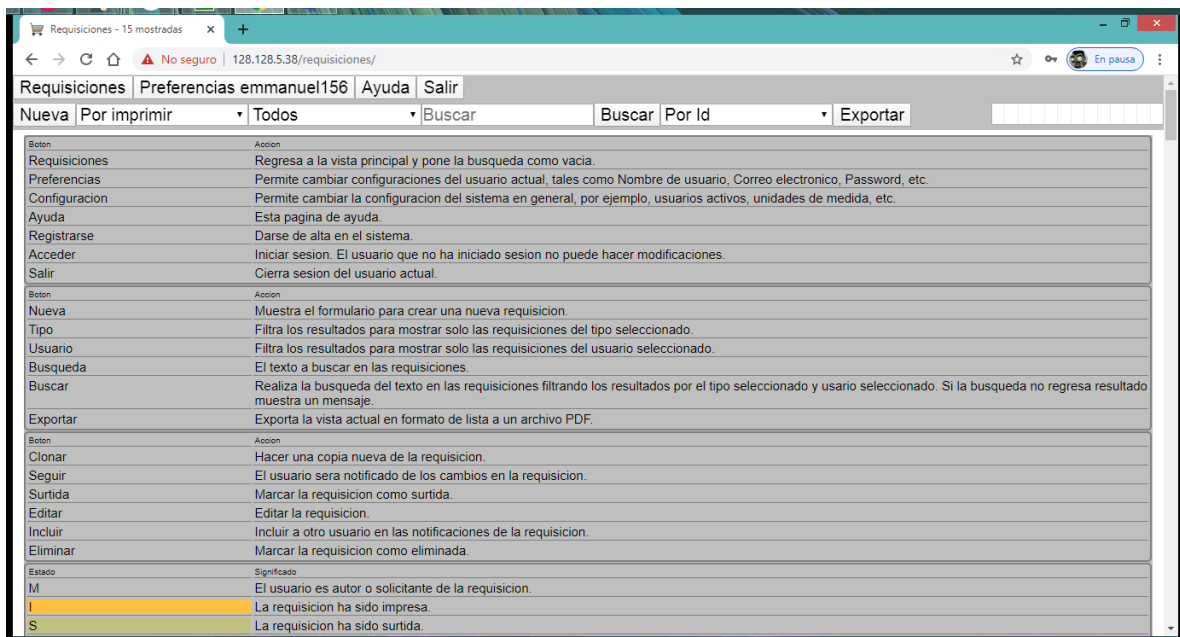 Requisiciones - 15 mostradas
No seguro | 128.128.5.38/requisiciones/ En pausa
Requisiciones Preferencias emmanuel156 Ayuda Salir
Nueva Por imprimir Todos Buscar Buscar Por Id Exportar
Boton Accion
Requisiciones Regresa a la vista principal y pone la busqueda como vacia.
Preferencias Permite cambiar configuraciones del usuario actual, tales como Nombre de usuario, Correo electronico, Password, etc.
Configuracion Permite cambiar la configuracion del sistema en general, por ejemplo, usuarios activos, unidades de medida, etc.
Ayuda Esta pagina de ayuda.
Registrarse Darse de alta en el sistema.
Acceder Iniciar sesion. El usuario que no ha iniciado sesion no puede hacer modificaciones.
Salir Cierra sesion del usuario actual.
Boton Accion
Nueva Muestra el formulario para crear una nueva requisicion.
Tipo Filtra los resultados para mostrar solo las requisiciones del tipo seleccionado.
Usuario Filtra los resultados para mostrar solo las requisiciones del usuario seleccionado.
Busqueda El texto a buscar en las requisiciones.
Buscar Realiza la busqueda del texto en las requisiciones filtrando los resultados por el tipo seleccionado y usario seleccionado. Si la busqueda no regresa resultado
muestra un mensaje.
Exportar Exporta la vista actual en formato de lista a un archivo PDF.
Boton Accion
Clonar Hacer una copia nueva de la requisicion.
Seguir El usuario sera notificado de los cambios en la requisicion.
Surtida Marcar la requisicion como surtida.
Editar Editar la requisicion.
Incluir Incluir a otro usuario en las notificaciones de la requisicion.
Eliminar Marcar la requisicion como eliminada.
Estado Significado
M El usuario es autor o solicitante de la requisicion.
I La requisicion ha sido impresa.
S La requisicion ha sido surtida.